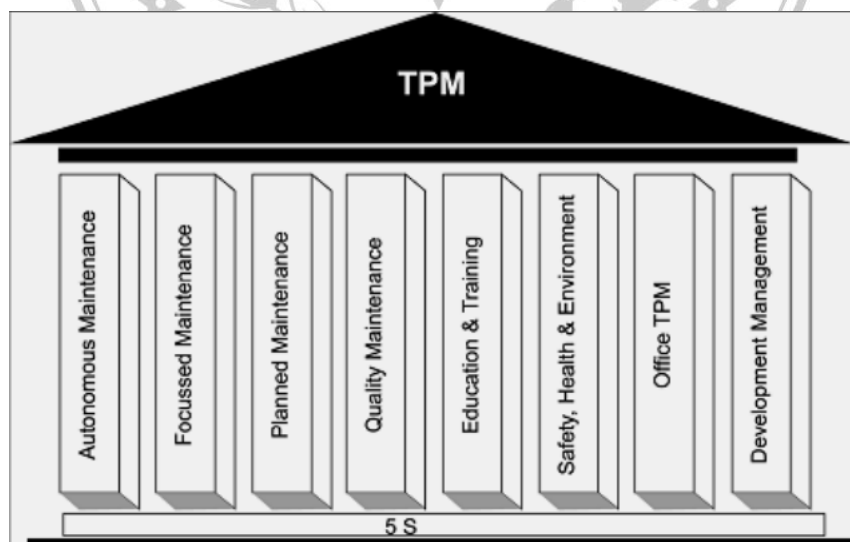 TPM
Autonomous Maintenance
Focussed Maintenance
Planned Maintenance
Quality Maintenance
Education & Training
Safety, Health & Environment
Office TPM
Development Management
5 S